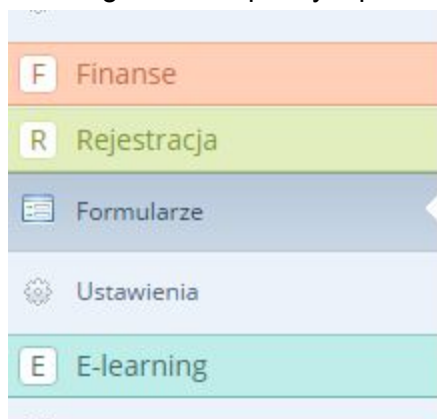 F Finanse
R Rejestracja
Formularze
Ustawienia
E E-learning